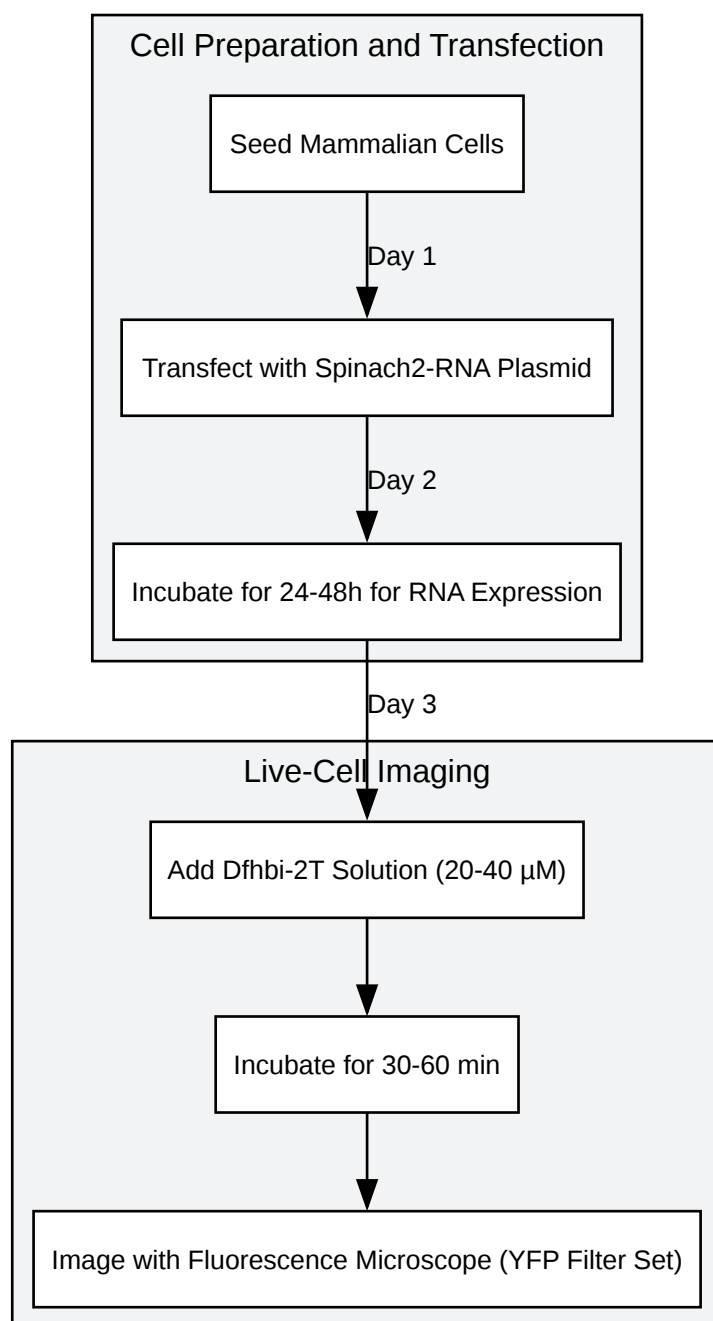 Cell Preparation and Transfection
Seed Mammalian Cells
Day 1
Transfect with Spinach2-RNA Plasmid
Day 2
Incubate for 24-48h for RNA Expression
Day 3
Live-Cell Imaging
Add Dfhbi-2T Solution (20-40 µM)
Incubate for 30-60 min
Image with Fluorescence Microscope (YFP Filter Set)